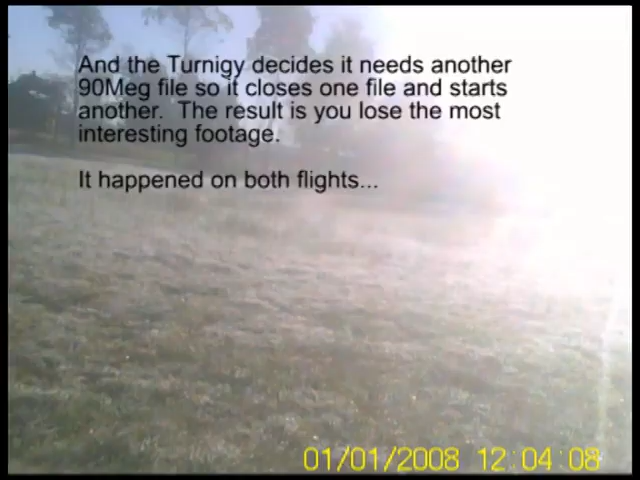 And the Turnigy decides it needs another
90Meg file so it closes one file and starts
another.  The result is you lose the most
interesting footage.
It happened on both flights...
01/01/2008 12:04:08